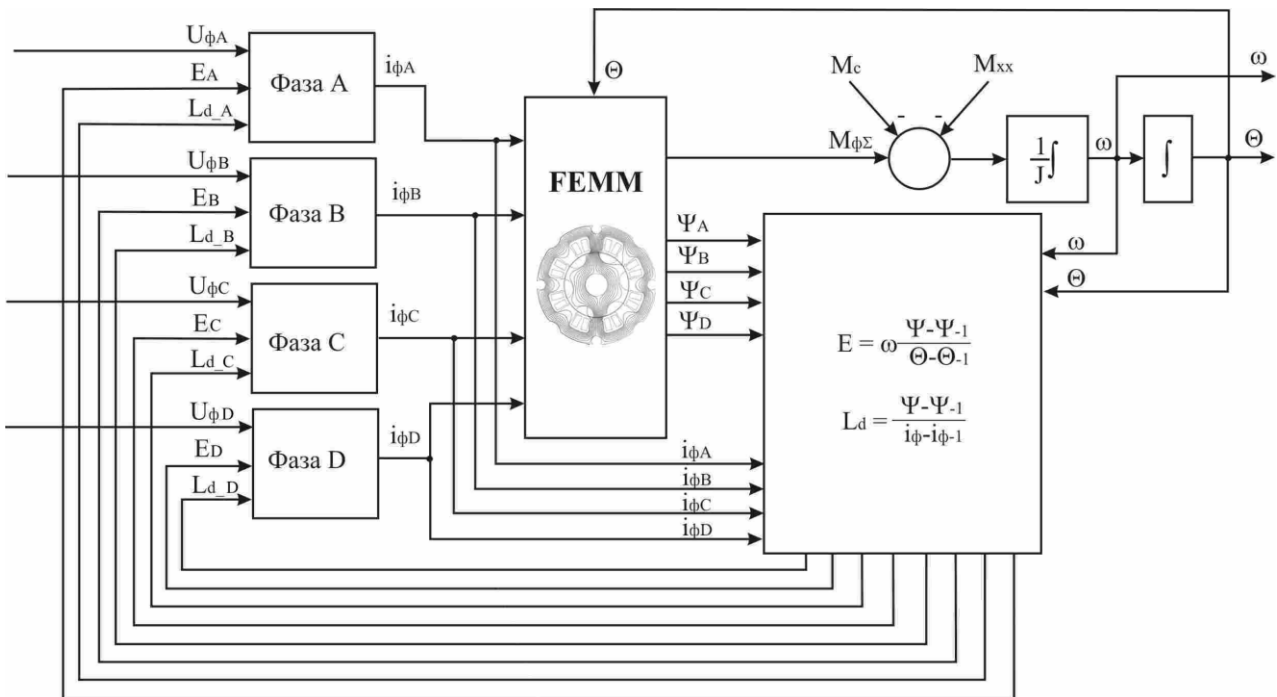 UфA
EA
Ld_A
Фаза A
iфA
UфB
EB
Ld_B
Фаза B
iфB
UфC
EC
Ld_C
Фаза C
iфC
UфD
ED
Ld_D
Фаза D
iфD
Θ
FEMM
MфΣ
Mc
Mxx
- -
1/J ∫
ω
∫
ω
Θ
ΨA
ΨB
ΨC
ΨD
ω
Θ
E = ω (Ψ-Ψ-1)/(Θ-Θ-1)
Ld = (Ψ-Ψ-1)/(iф-iф-1)
iфA
iфB
iфC
iфD